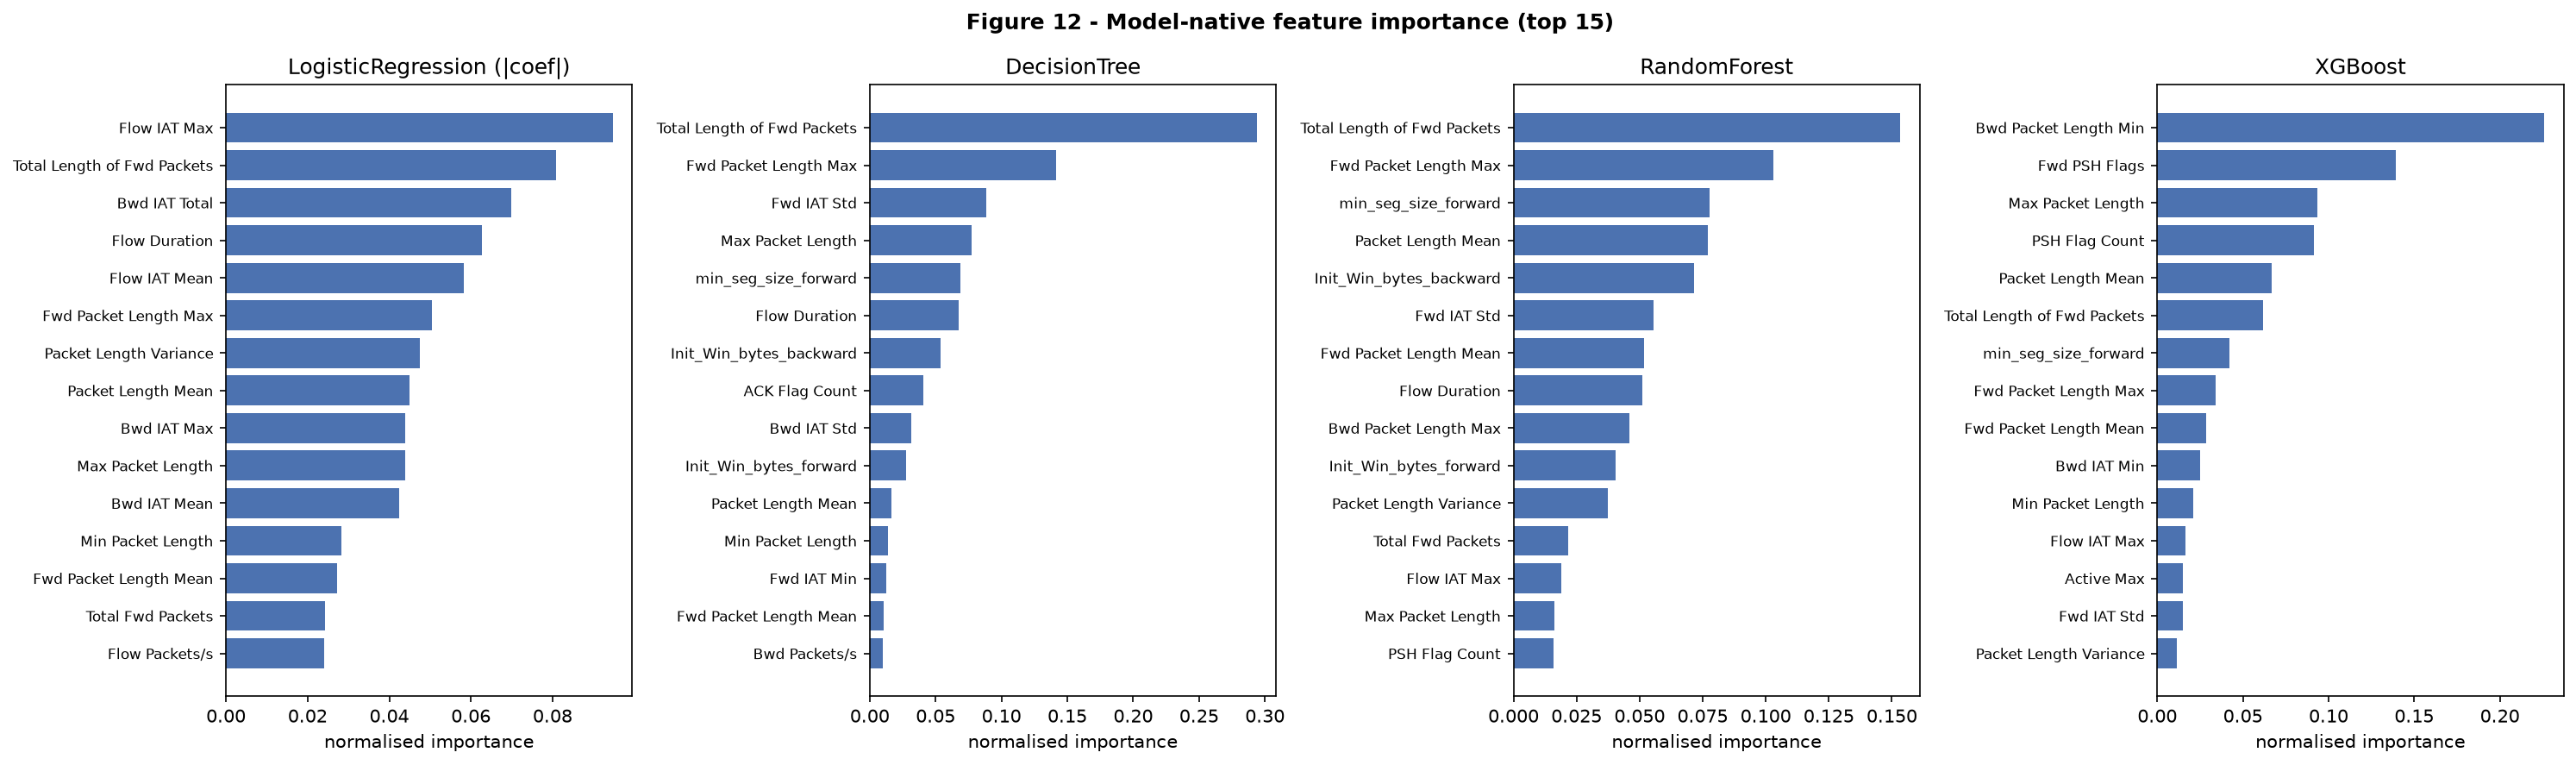 Figure 12 - Model-native feature importance (top 15)
LogisticRegression (|coef|)
Flow IAT Max
Total Length of Fwd Packets
Bwd IAT Total
Flow Duration
Flow IAT Mean
Fwd Packet Length Max
Packet Length Variance
Packet Length Mean
Bwd IAT Max
Max Packet Length
Bwd IAT Mean
Min Packet Length
Fwd Packet Length Mean
Total Fwd Packets
Flow Packets/s
0.00 0.02 0.04 0.06 0.08
normalised importance
DecisionTree
Total Length of Fwd Packets
Fwd Packet Length Max
Fwd IAT Std
Max Packet Length
min_seg_size_forward
Flow Duration
Init_Win_bytes_backward
ACK Flag Count
Bwd IAT Std
Init_Win_bytes_forward
Packet Length Mean
Min Packet Length
Fwd IAT Min
Fwd Packet Length Mean
Bwd Packets/s
0.00 0.05 0.10 0.15 0.20 0.25 0.30
normalised importance
RandomForest
Total Length of Fwd Packets
Fwd Packet Length Max
min_seg_size_forward
Packet Length Mean
Init_Win_bytes_backward
Fwd IAT Std
Fwd Packet Length Mean
Flow Duration
Bwd Packet Length Max
Init_Win_bytes_forward
Packet Length Variance
Total Fwd Packets
Flow IAT Max
Max Packet Length
PSH Flag Count
0.000 0.025 0.050 0.075 0.100 0.125 0.150
normalised importance
XGBoost
Bwd Packet Length Min
Fwd PSH Flags
Max Packet Length
PSH Flag Count
Packet Length Mean
Total Length of Fwd Packets
min_seg_size_forward
Fwd Packet Length Max
Fwd Packet Length Mean
Bwd IAT Min
Min Packet Length
Flow IAT Max
Active Max
Fwd IAT Std
Packet Length Variance
0.00 0.05 0.10 0.15 0.20
normalised importance